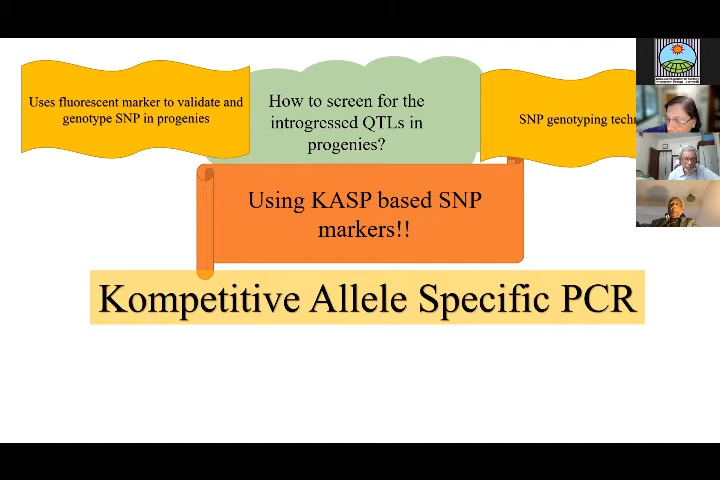 Uses fluorescent marker to validate and
genotype SNP in progenies
How to screen for the
introgressed QTLs in
progenies?
SNP genotyping
Using KASP based SNP
markers!!
Kompetitive Allele Specific PCR